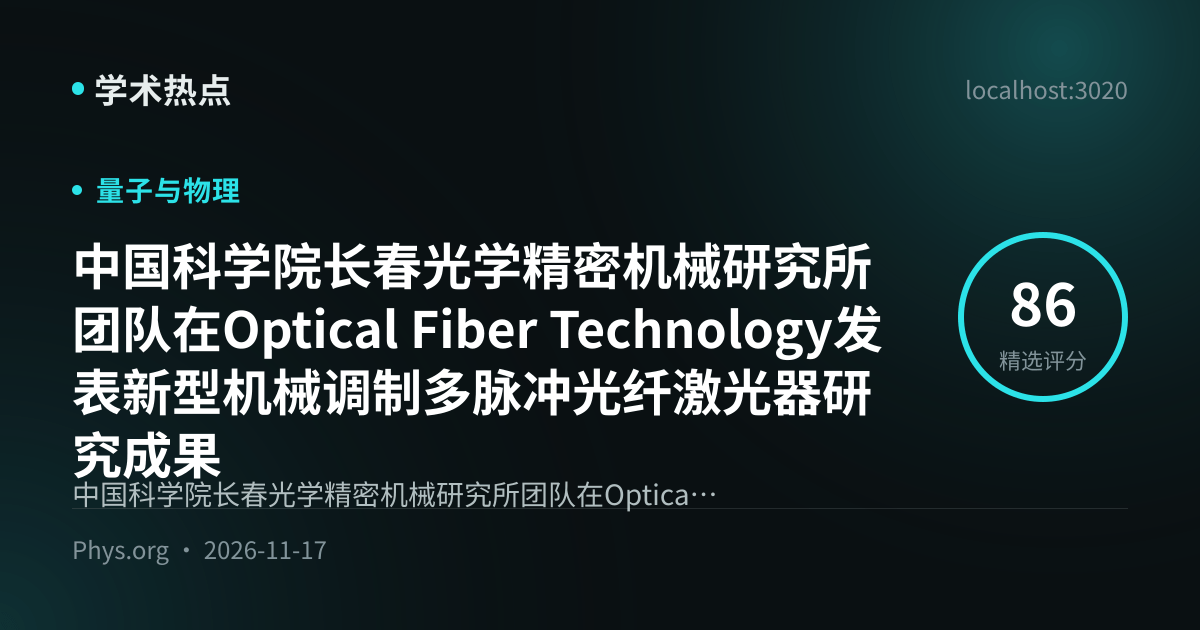 学术热点
localhost:3020
量子与物理
中国科学院长春光学精密机械研究所
团队在Optical Fiber Technology发
表新型机械调制多脉冲光纤激光器研
究成果
86
精选评分
中国科学院长春光学精密机械研究所团队在Optica…
Phys.org • 2026-11-17